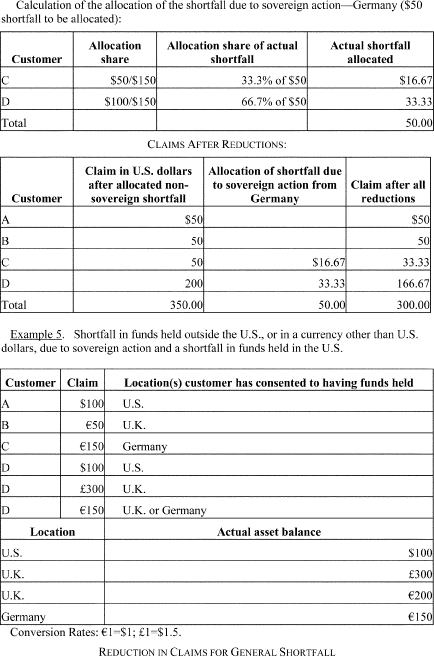 Calculation of the allocation of the shortfall due to sovereign action—Germany ($50
shortfall to be allocated):
Customer Allocation share Allocation share of actual shortfall Actual shortfall allocated
C $50/$150 33.3% of $50 $16.67
D $100/$150 66.7% of $50 33.33
Total 50.00
CLAIMS AFTER REDUCTIONS:
Customer Claim in U.S. dollars after allocated non-sovereign shortfall Allocation of shortfall due to sovereign action from Germany Claim after all reductions
A $50 $50
B 50 50
C 50 $16.67 33.33
D 200 33.33 166.67
Total 350.00 50.00 300.00
Example 5. Shortfall in funds held outside the U.S., or in a currency other than U.S.
dollars, due to sovereign action and a shortfall in funds held in the U.S.
Customer Claim Location(s) customer has consented to having funds held
A $100 U.S.
B €50 U.K.
C €150 Germany
D $100 U.S.
D £300 U.K.
D €150 U.K. or Germany
Location Actual asset balance
U.S. $100
U.K. £300
U.K. €200
Germany €150
Conversion Rates: €1=$1; £1=$1.5.
REDUCTION IN CLAIMS FOR GENERAL SHORTFALL